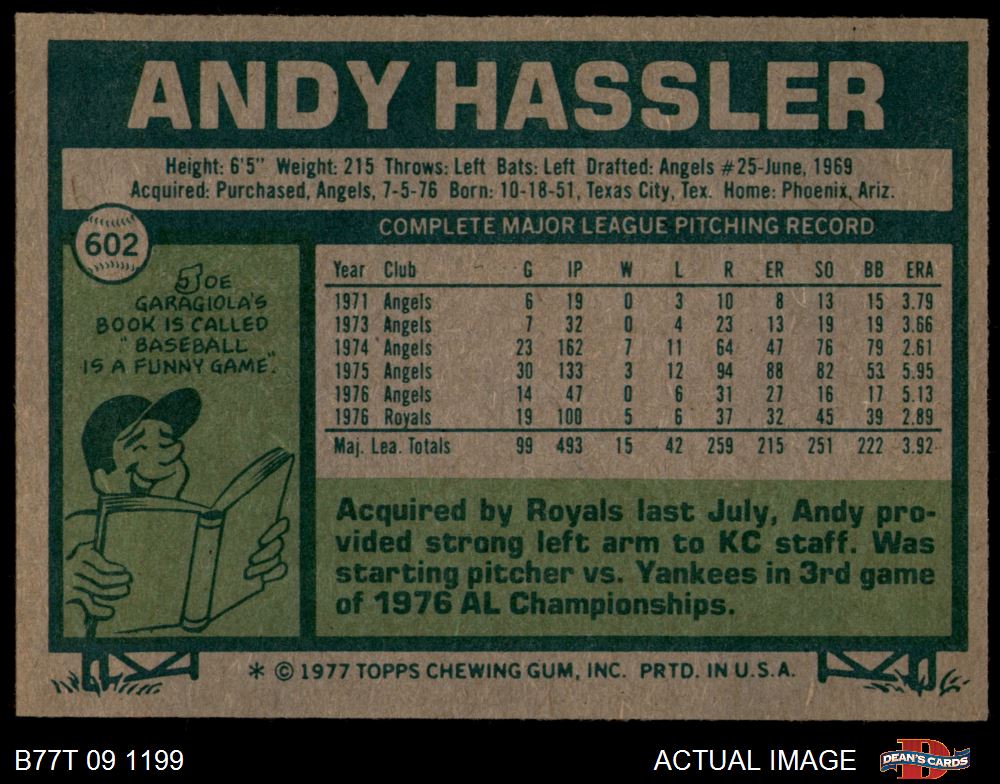 ANDY HASSLER
Height: 6'5" Weight: 215 Throws: Left Bats: Left Drafted: Angels #25-June, 1969
Acquired: Purchased, Angels, 7-5-76 Born: 10-18-51, Texas City, Tex. Home: Phoenix, Ariz.
602
JOE
GARAGIOLA'S
BOOK IS CALLED
"BASEBALL
IS A FUNNY GAME".
COMPLETE MAJOR LEAGUE PITCHING RECORD
Year Club G IP W L R ER SO BB ERA
1971 Angels 6 19 0 3 10 8 13 15 3.79
1973 Angels 7 32 0 4 23 13 19 19 3.66
1974 Angels 23 162 7 11 64 47 76 79 2.61
1975 Angels 30 133 3 12 94 88 82 53 5.95
1976 Angels 14 47 0 6 31 27 16 17 5.13
1976 Royals 19 100 5 6 37 32 45 39 2.89
Maj. Lea. Totals 99 493 15 42 259 215 251 222 3.92
Acquired by Royals last July, Andy pro-
vided strong left arm to KC staff. Was
starting pitcher vs. Yankees in 3rd game
of 1976 AL Championships.
* © 1977 TOPPS CHEWING GUM, INC. PRTD. IN U.S.A.
B77T 09 1199
ACTUAL IMAGE
DEAN'S CARDS